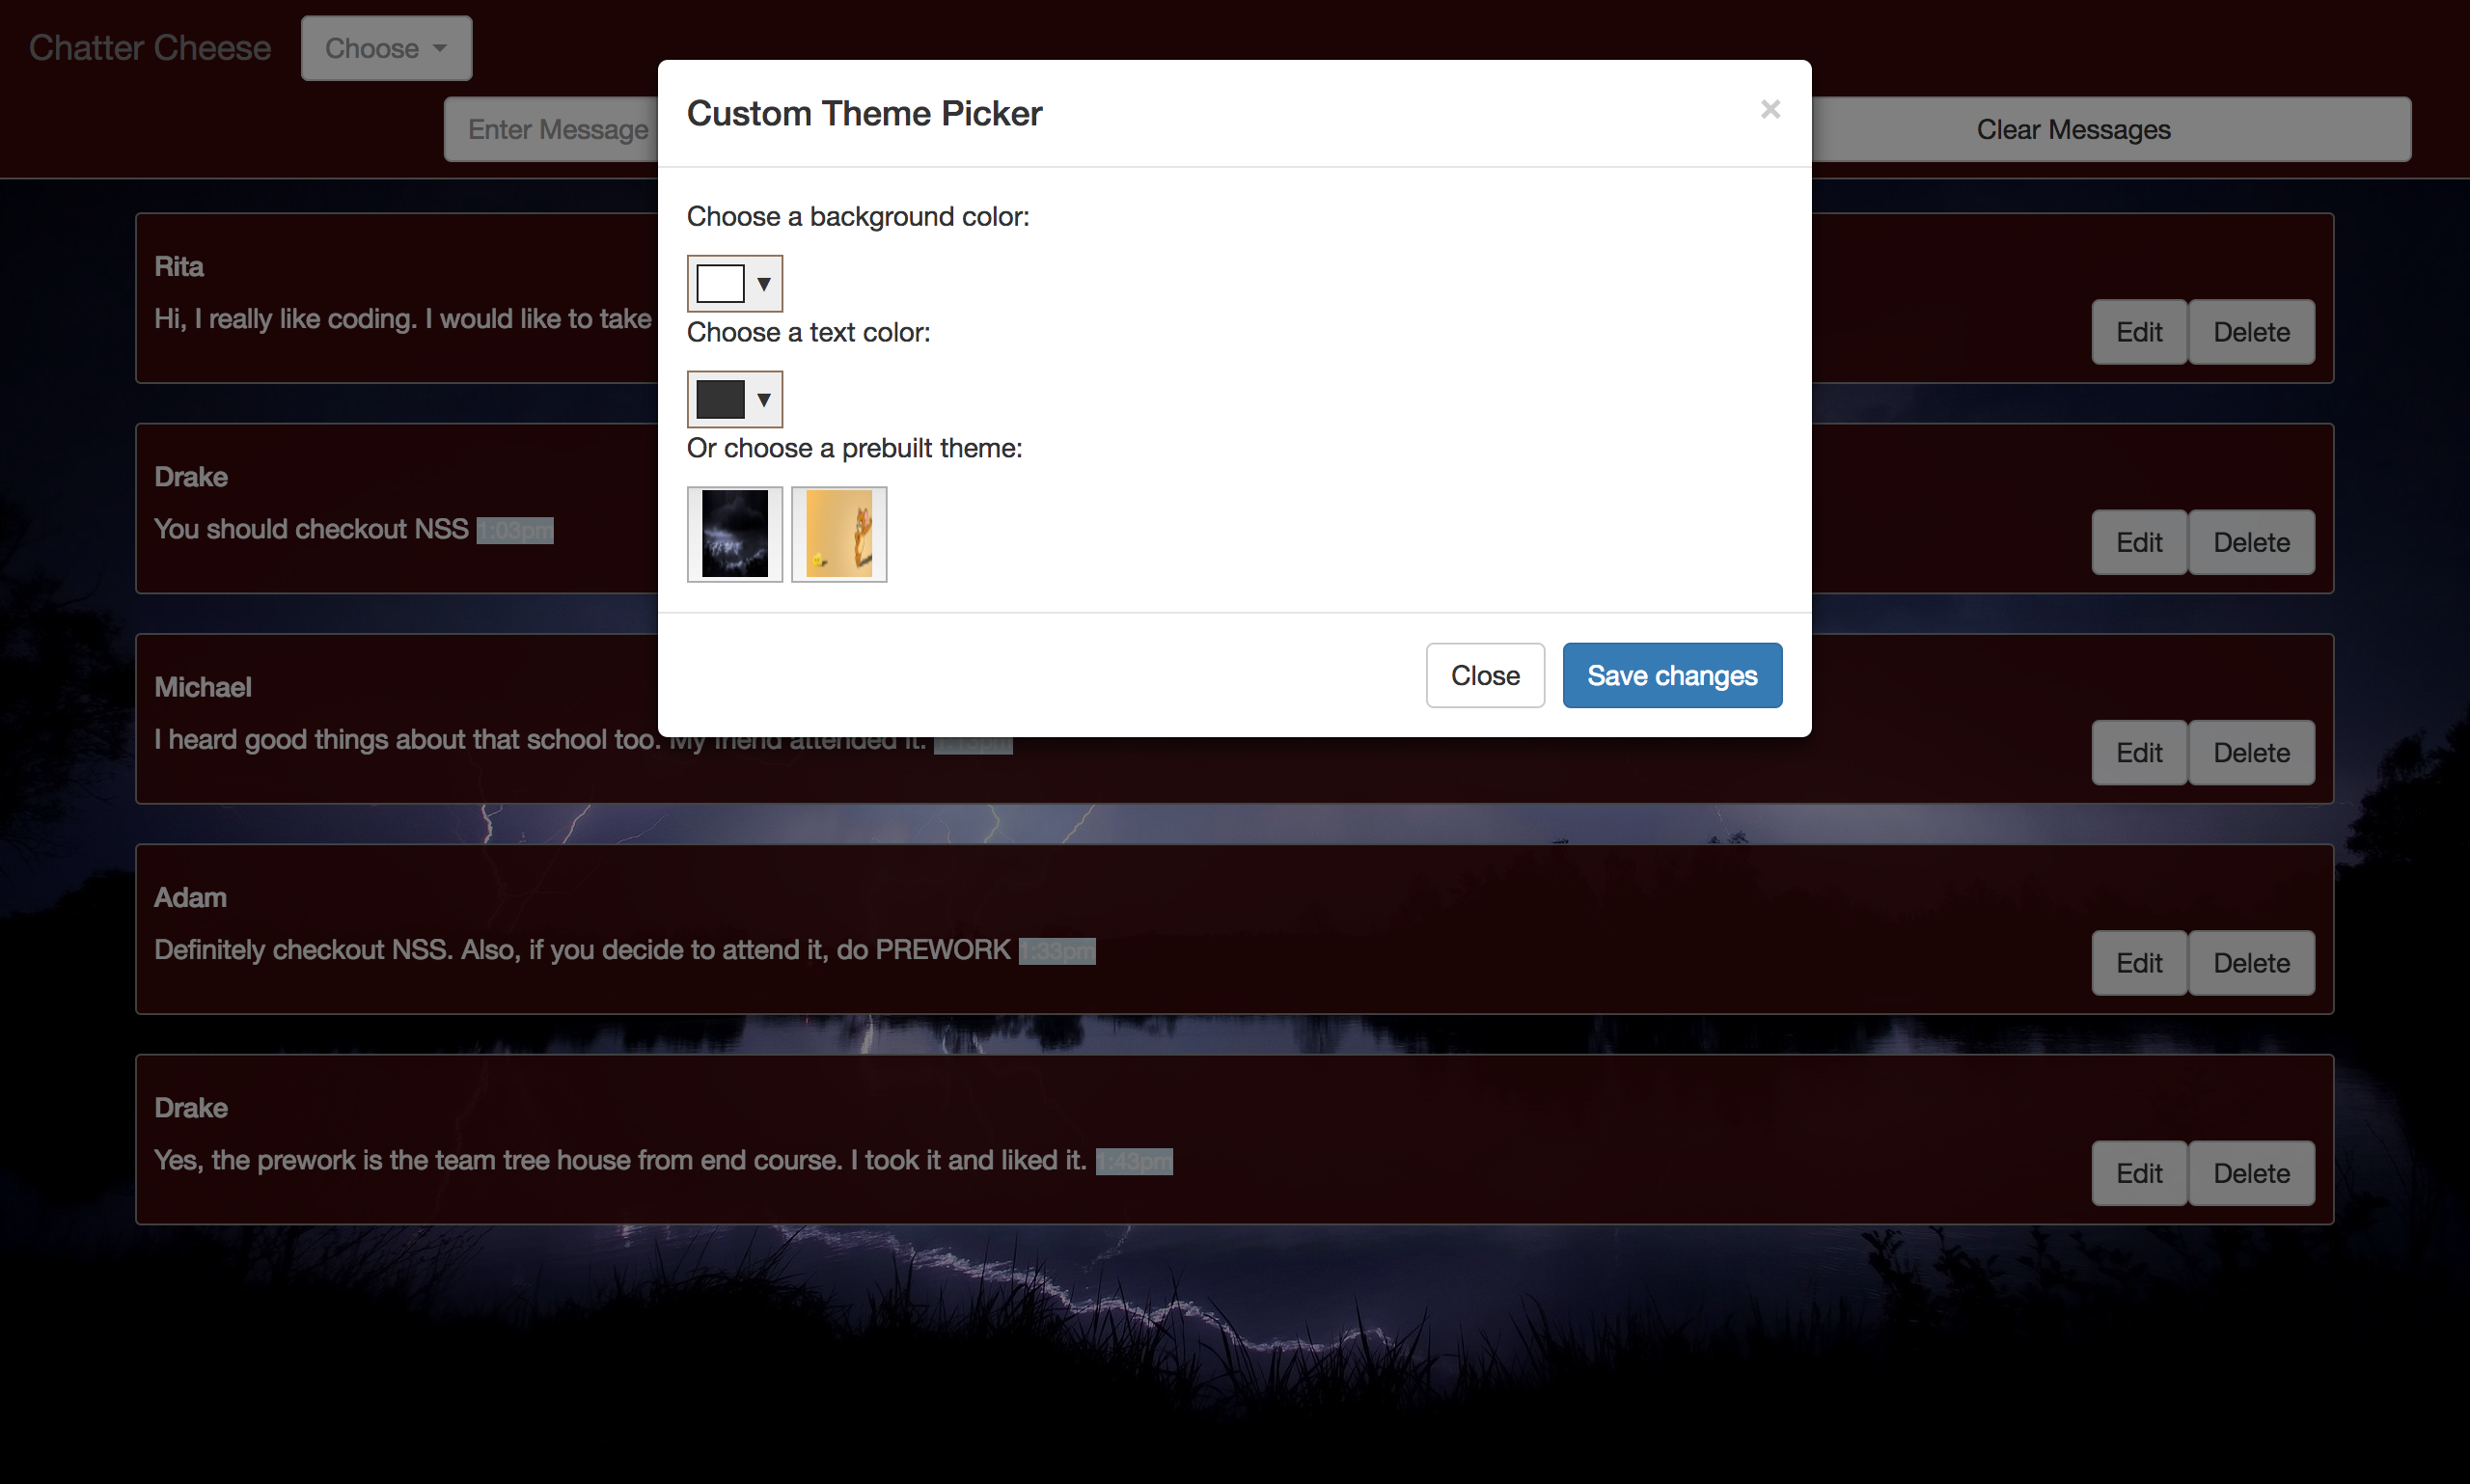 Chatter Cheese
Choose
Custom Theme Picker
×
Enter Message
Clear Messages
Choose a background color:
Rita
Hi, I really like coding. I would like to take
Edit
Delete
Choose a text color:
Or choose a prebuilt theme:
Drake
You should checkout NSS 1:03pm
Edit
Delete
Close
Save changes
Michael
I heard good things about that school too. My friend attended it.
Edit
Delete
Adam
Definitely checkout NSS. Also, if you decide to attend it, do PREWORK 1:33pm
Edit
Delete
Drake
Yes, the prework is the team tree house from end course. I took it and liked it. 1:43pm
Edit
Delete